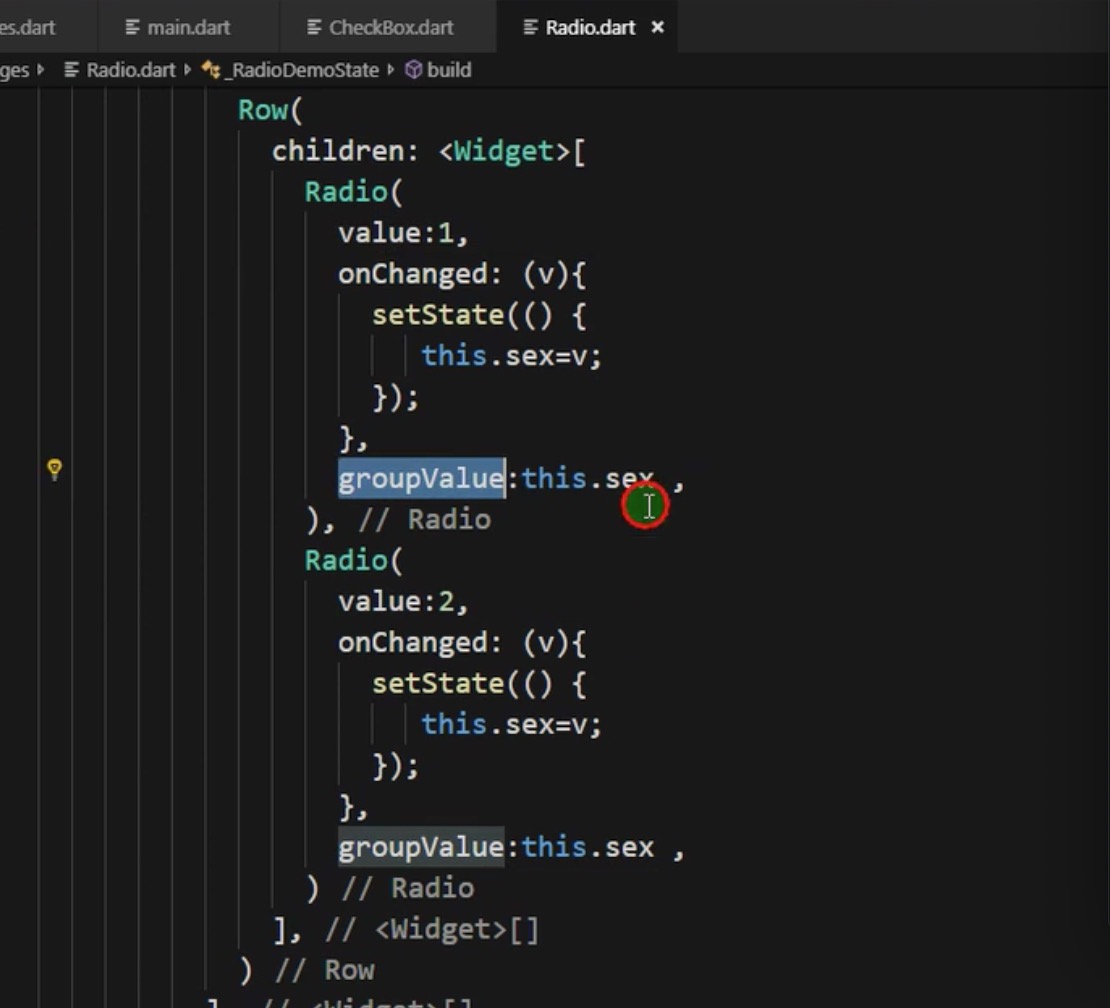 es.dart main.dart CheckBox.dart Radio.dart
ges Radio.dart _RadioDemoState build
Row(
children: <Widget>[
Radio(
value:1,
onChanged: (v){
setState(() {
this.sex=v;
});
},
groupValue:this.sex ,
), // Radio
Radio(
value:2,
onChanged: (v){
setState(() {
this.sex=v;
});
},
groupValue:this.sex ,
) // Radio
], // <Widget>[]
) // Row
], // <Widget>[]